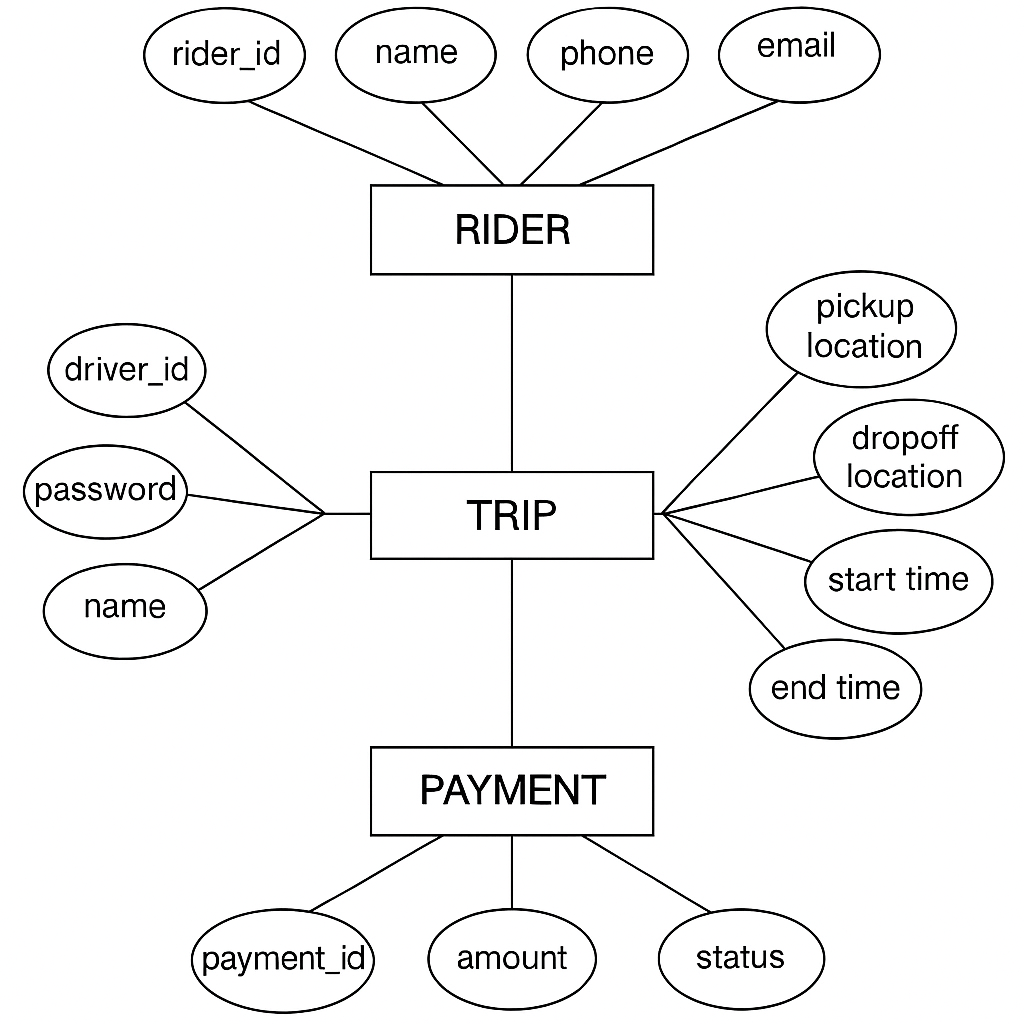 rider_id
name
phone
email
RIDER
pickup
location
driver_id
dropoff
location
password
TRIP
start time
name
end time
PAYMENT
payment_id
amount
status